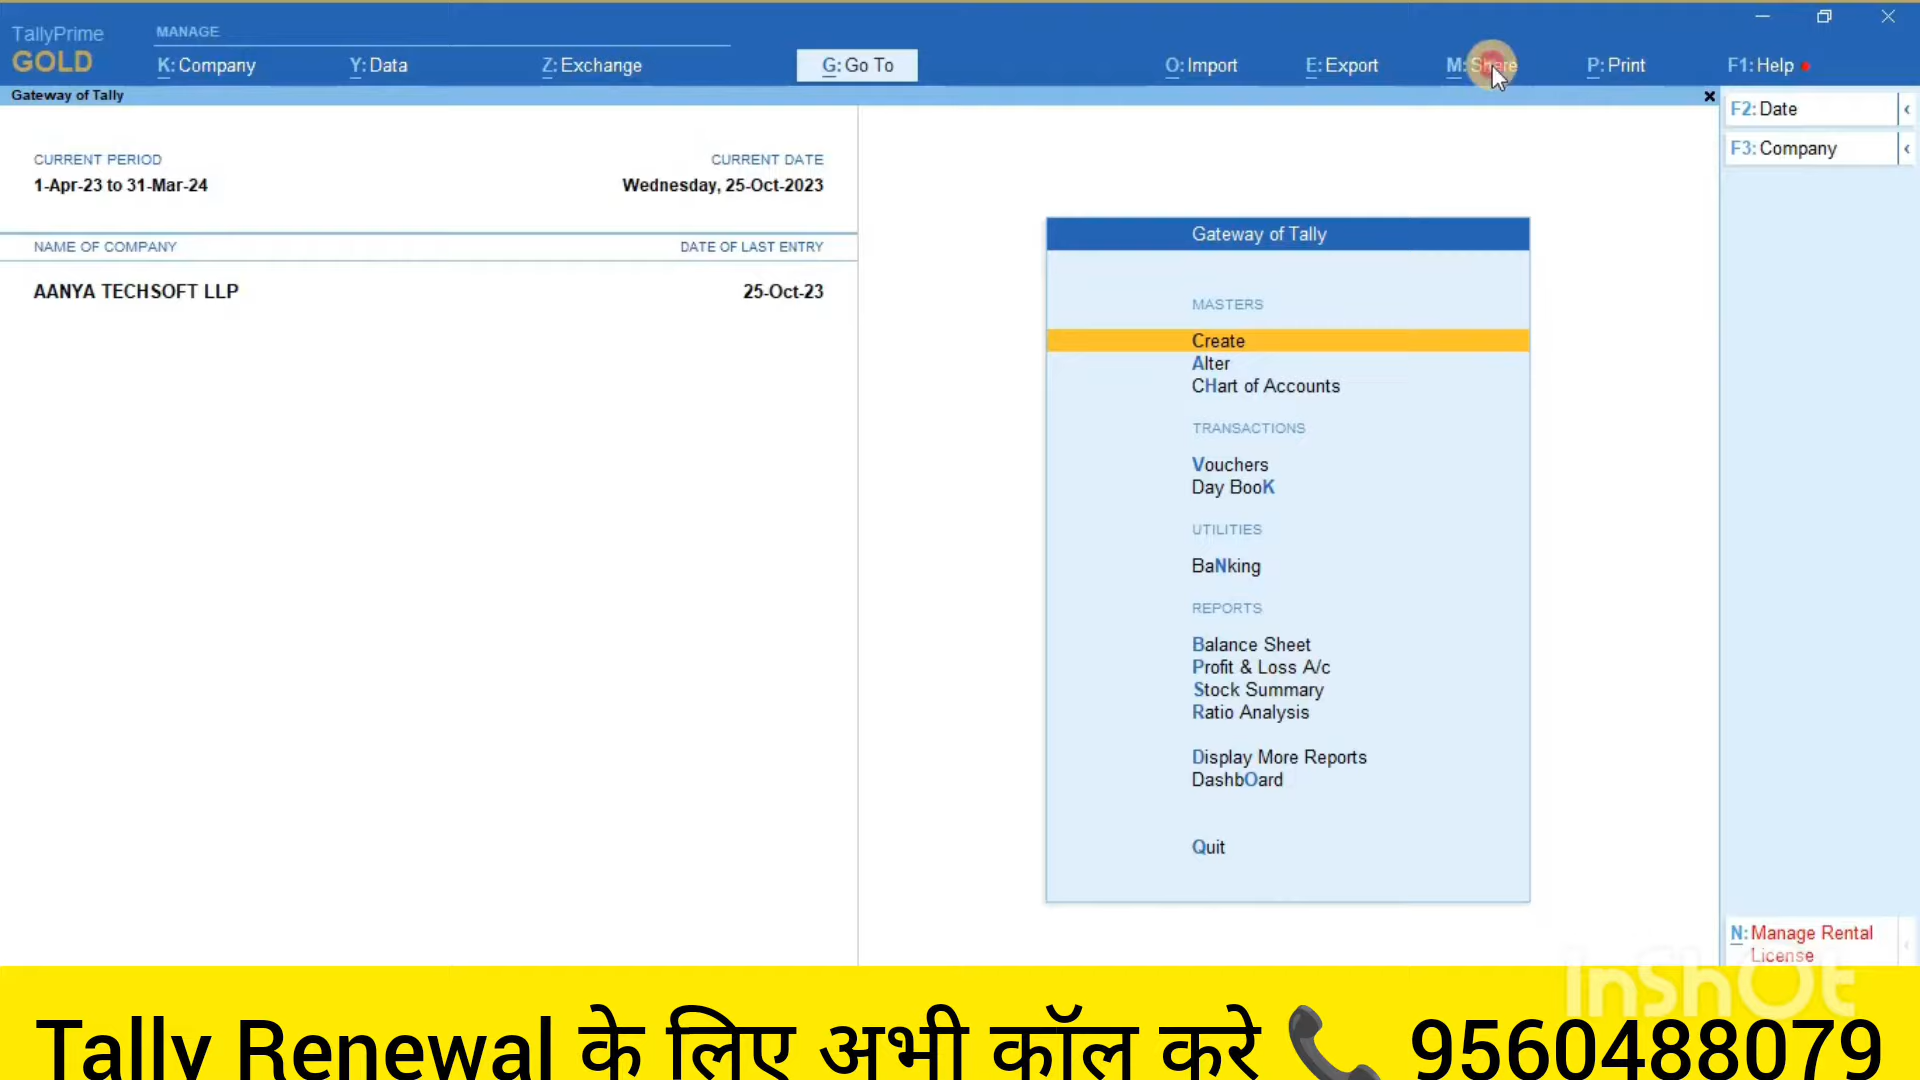 TallyPrime
GOLD
MANAGE
K: Company
Y: Data
Z: Exchange
G: Go To
O: Import
E: Export
M: Share
P: Print
F1: Help
Gateway of Tally
F2: Date
F3: Company
CURRENT PERIOD
CURRENT DATE
1-Apr-23 to 31-Mar-24
Wednesday, 25-Oct-2023
NAME OF COMPANY
DATE OF LAST ENTRY
AANYA TECHSOFT LLP
25-Oct-23
Gateway of Tally
MASTERS
Create
Alter
CHart of Accounts
TRANSACTIONS
Vouchers
Day BooK
UTILITIES
BaNking
REPORTS
Balance Sheet
Profit & Loss A/c
Stock Summary
Ratio Analysis
Display More Reports
DashbOard
Quit
N: Manage Rental
License
InShOt
Tally Renewal के लिए अभी कॉल करे 📞 9560488079